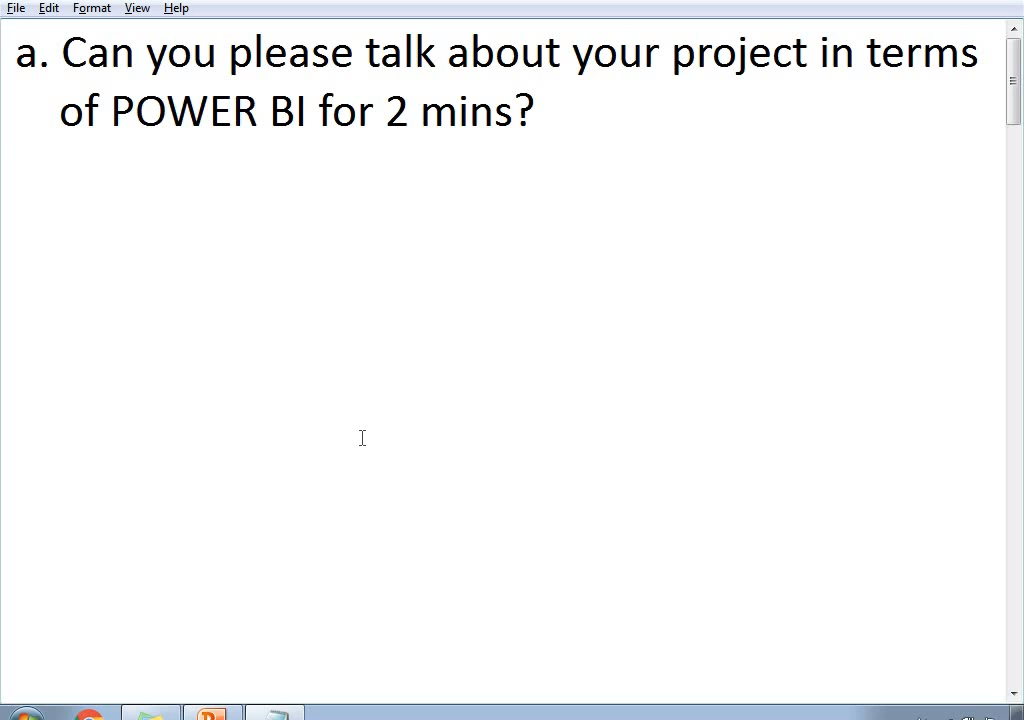 File Edit Format View Help
a. Can you please talk about your project in terms
of POWER BI for 2 mins?